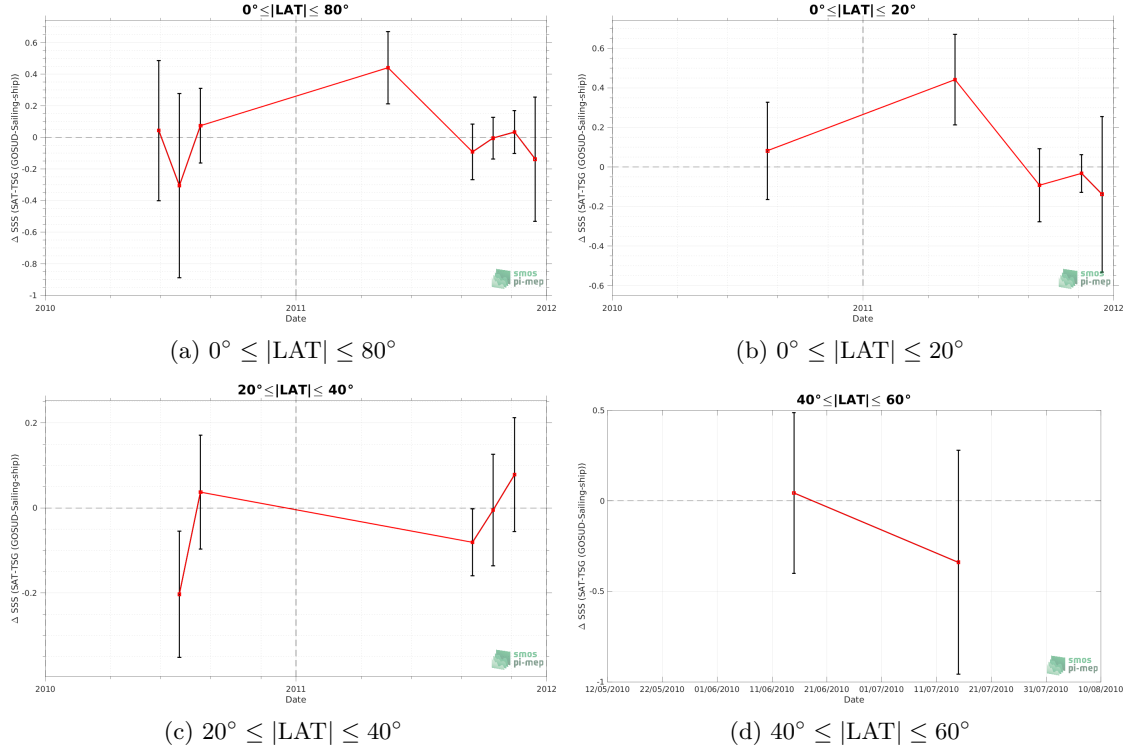 0°≤|LAT|≤ 80°
Δ SSS (SAT-TSG (GOSUD-Sailing-ship))
0.6
0.4
0.2
0
-0.2
-0.4
-0.6
-0.8
-1
2010 2011 2012
Date
smos
pi-mep
(a) 0° ≤ |LAT| ≤ 80°
0°≤|LAT|≤ 20°
Δ SSS (SAT-TSG (GOSUD-Sailing-ship))
0.6
0.4
0.2
0
-0.2
-0.4
-0.6
2010 2011 2012
Date
smos
pi-mep
(b) 0° ≤ |LAT| ≤ 20°
20°≤|LAT|≤ 40°
Δ SSS (SAT-TSG (GOSUD-Sailing-ship))
0.2
0
-0.2
2010 2011 2012
Date
smos
pi-mep
(c) 20° ≤ |LAT| ≤ 40°
40°≤|LAT|≤ 60°
Δ SSS (SAT-TSG (GOSUD-Sailing-ship))
0.5
0
-0.5
-1
12/05/2010 22/05/2010 01/06/2010 11/06/2010 21/06/2010 01/07/2010 11/07/2010 21/07/2010 31/07/2010 10/08/2010
Date
smos
pi-mep
(d) 40° ≤ |LAT| ≤ 60°